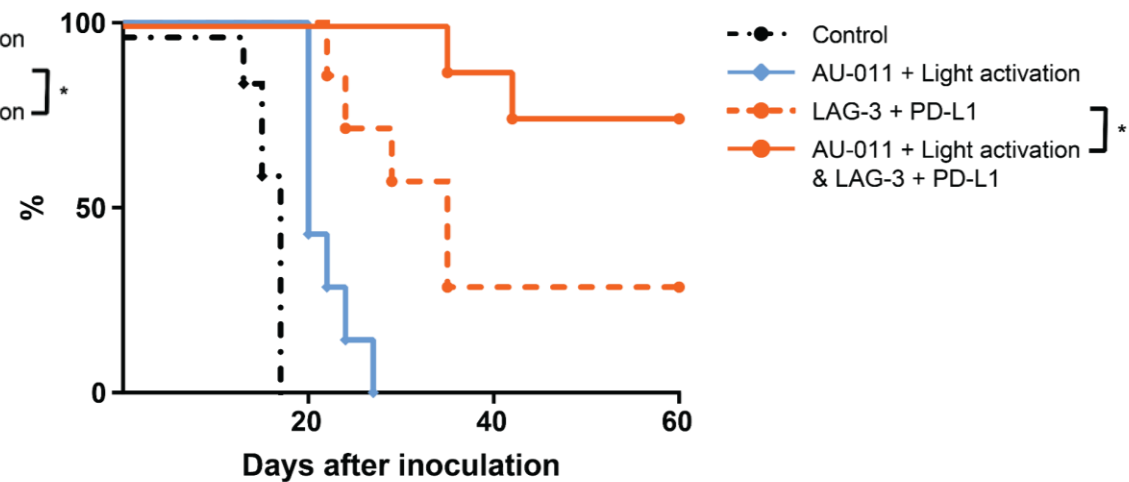 on
on
*
100
50
0
%
20
40
60
Days after inoculation
Control
AU-011 + Light activation
LAG-3 + PD-L1
AU-011 + Light activation
& LAG-3 + PD-L1
*